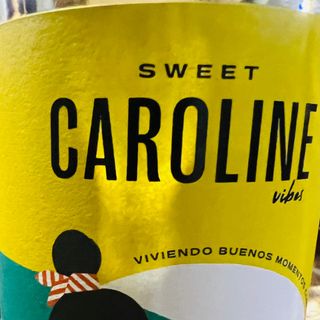 SWEET
CAROLINE
vibes
VIVIENDO BUENOS MOMENTOS